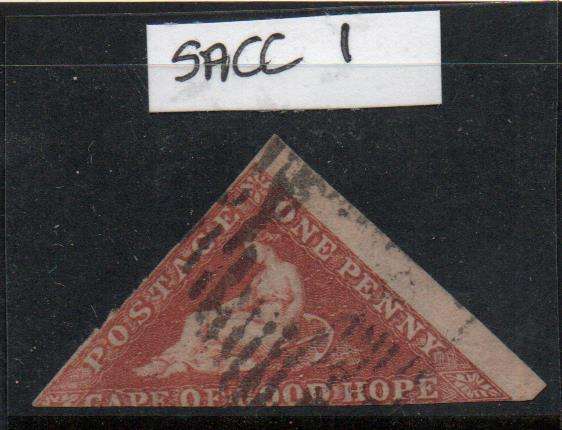 SACC 1
POSTAGE
ONE PENNY
CAPE OF GOOD HOPE